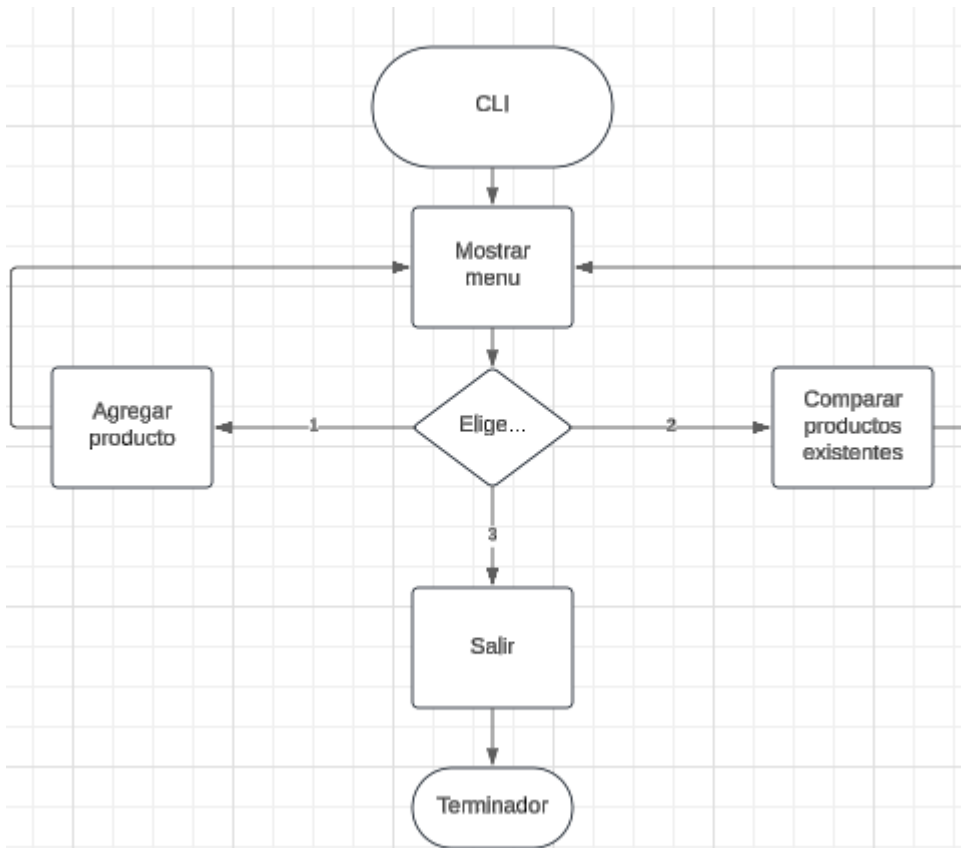 CLI
Mostrar
menu
Agregar
producto
1
Elige...
2
Comparar
productos
existentes
3
Salir
Terminador